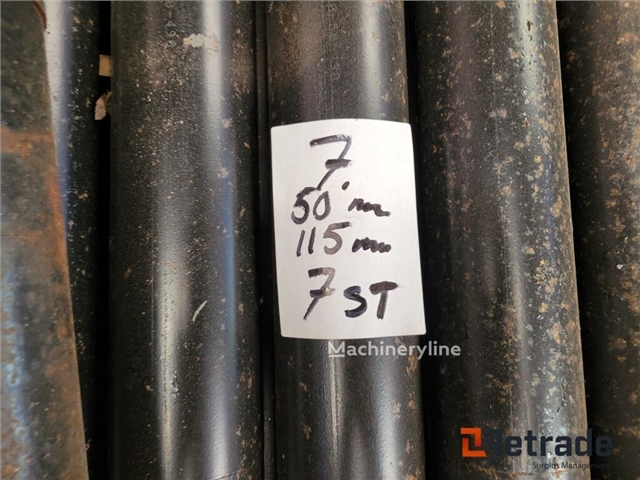 7
50 mm
115 mm
7 ST
Machineryline
Retrade
Surplus Management